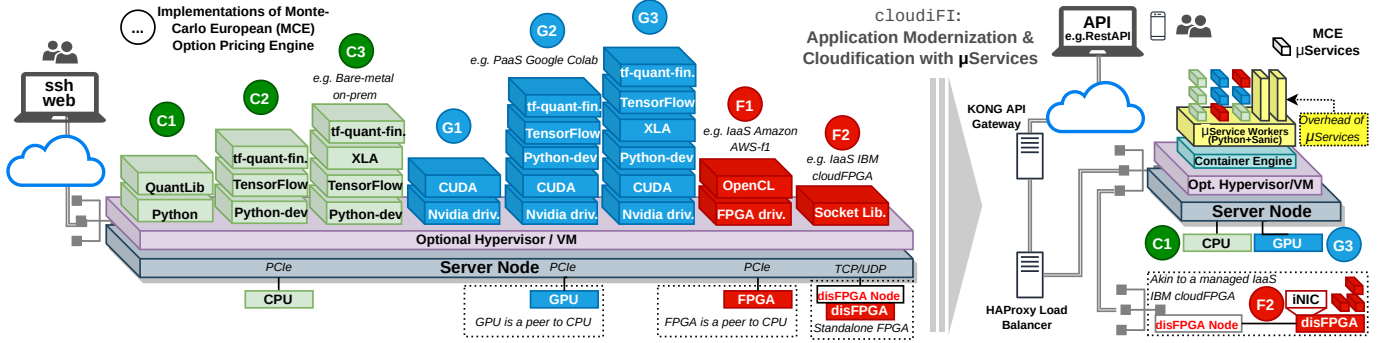 ...
Implementations of Monte-
Carlo European (MCE)
Option Pricing Engine
ssh
web
C1
QuantLib
Python
C2
tf-quant-fin.
TensorFlow
Python-dev
C3
e.g. Bare-metal
on-prem
tf-quant-fin.
XLA
TensorFlow
Python-dev
G1
CUDA
Nvidia driv.
G2
e.g. PaaS Google Colab
tf-quant-fin.
TensorFlow
Python-dev
CUDA
Nvidia driv.
G3
tf-quant-fin.
TensorFlow
XLA
Python-dev
CUDA
Nvidia driv.
F1
e.g. IaaS Amazon
AWS-f1
OpenCL
FPGA driv.
F2
e.g. IaaS IBM
cloudFPGA
Socket Lib.
Optional Hypervisor / VM
Server Node
PCIe
CPU
PCIe
GPU
GPU is a peer to CPU
PCIe
FPGA
FPGA is a peer to CPU
TCP/UDP
disFPGA Node
disFPGA
Standalone FPGA
cloudiFI:
Application Modernization &
Cloudification with µServices
API
e.g.RestAPI
KONG API
Gateway
HAProxy Load
Balancer
MCE
µServices
Overhead of
µServices
µService Workers
(Python+Sanic)
Container Engine
Opt. Hypervisor/VM
Server Node
C1
CPU
GPU
G3
Akin to a managed IaaS
IBM cloudFPGA
F2
iNIC
disFPGA Node
disFPGA